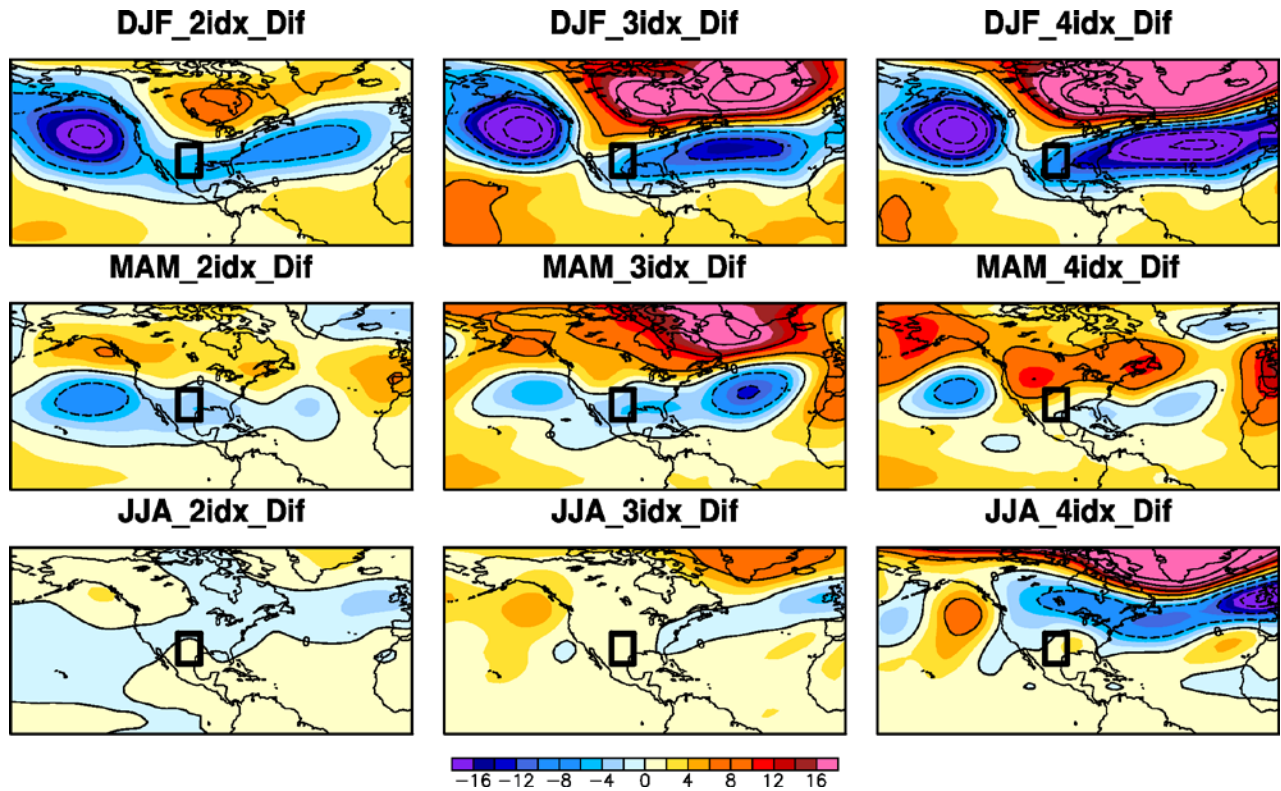 DJF_2idx_Dif DJF_3idx_Dif DJF_4idx_Dif
MAM_2idx_Dif MAM_3idx_Dif MAM_4idx_Dif
JJA_2idx_Dif JJA_3idx_Dif JJA_4idx_Dif
−16 −12 −8 −4 0 4 8 12 16